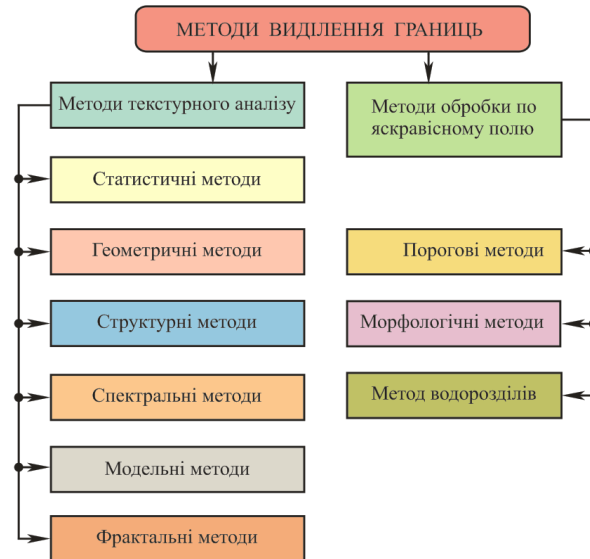 МЕТОДИ ВИДІЛЕННЯ ГРАНИЦЬ
Методи текстурного аналізу
Статистичні методи
Геометричні методи
Структурні методи
Спектральні методи
Модельні методи
Фрактальні методи
Методи обробки по
яскравісному полю
Порогові методи
Морфологічні методи
Метод водорозділів